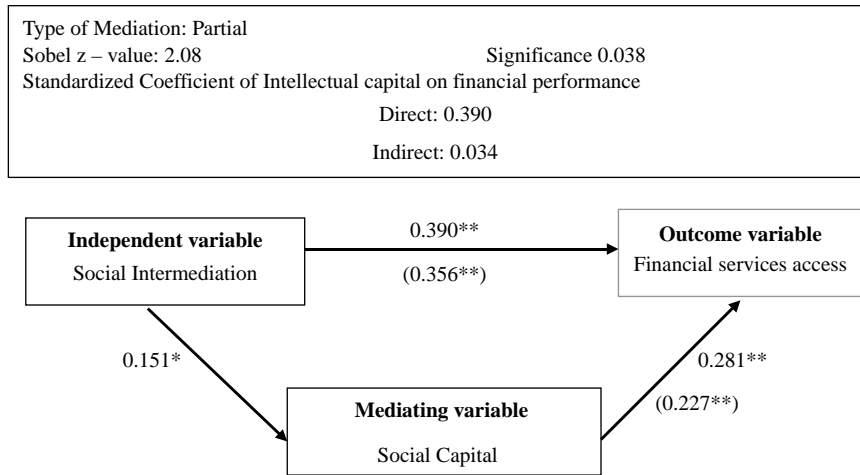 Type of Mediation: Partial
Sobel z – value: 2.08 Significance 0.038
Standardized Coefficient of Intellectual capital on financial performance
Direct: 0.390
Indirect: 0.034
Independent variable
Social Intermediation
0.390**
(0.356**)
Outcome variable
Financial services access
0.151*
0.281**
(0.227**)
Mediating variable
Social Capital